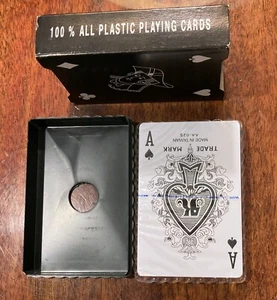 100 % ALL PLASTIC PLAYING CARDS
A
TRADE MARK
MADE IN TAIWAN
A